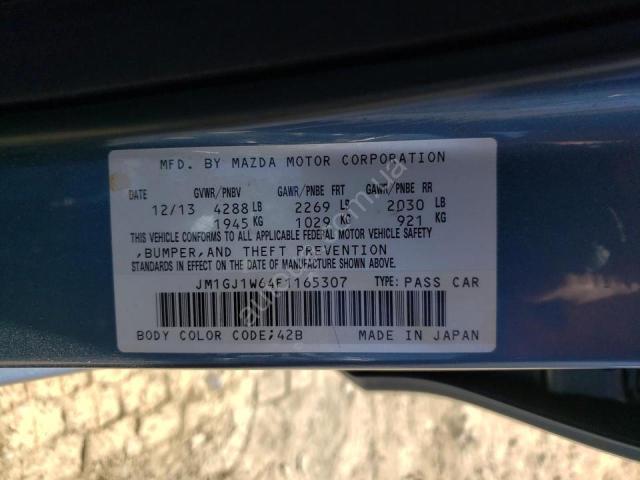 MFD. BY MAZDA MOTOR CORPORATION
DATE GVWR/PNBV GAWR/PNBE FRT GAWR/PNBE RR
12/13 4288 LB 2269 LB 2030 LB
1945 KG 1029 KG 921 KG
THIS VEHICLE CONFORMS TO ALL APPLICABLE FEDERAL MOTOR VEHICLE SAFETY
,BUMPER,AND THEFT PREVENTION
STANDARDS IN EFFECT ON THE DATE OF MANUFACTURE SHOWN ABOVE.
JM1GJ1W64E1165307 TYPE: PASS CAR
BODY COLOR CODE;42B MADE IN JAPAN